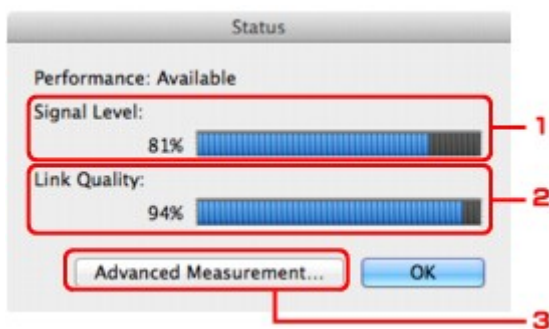 Status
Performance: Available
Signal Level:
81%
1
Link Quality:
94%
2
Advanced Measurement... OK
3